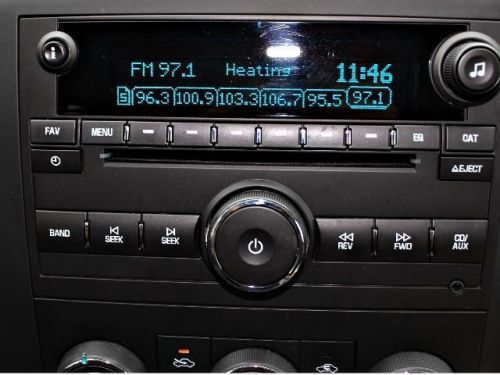 i
FM 97.1 Heating 11:46
5 96.3 100.9 103.3 106.7 95.5 97.1
FAV MENU EQ CAT
EJECT
BAND SEEK SEEK REV FWD CD/
AUX